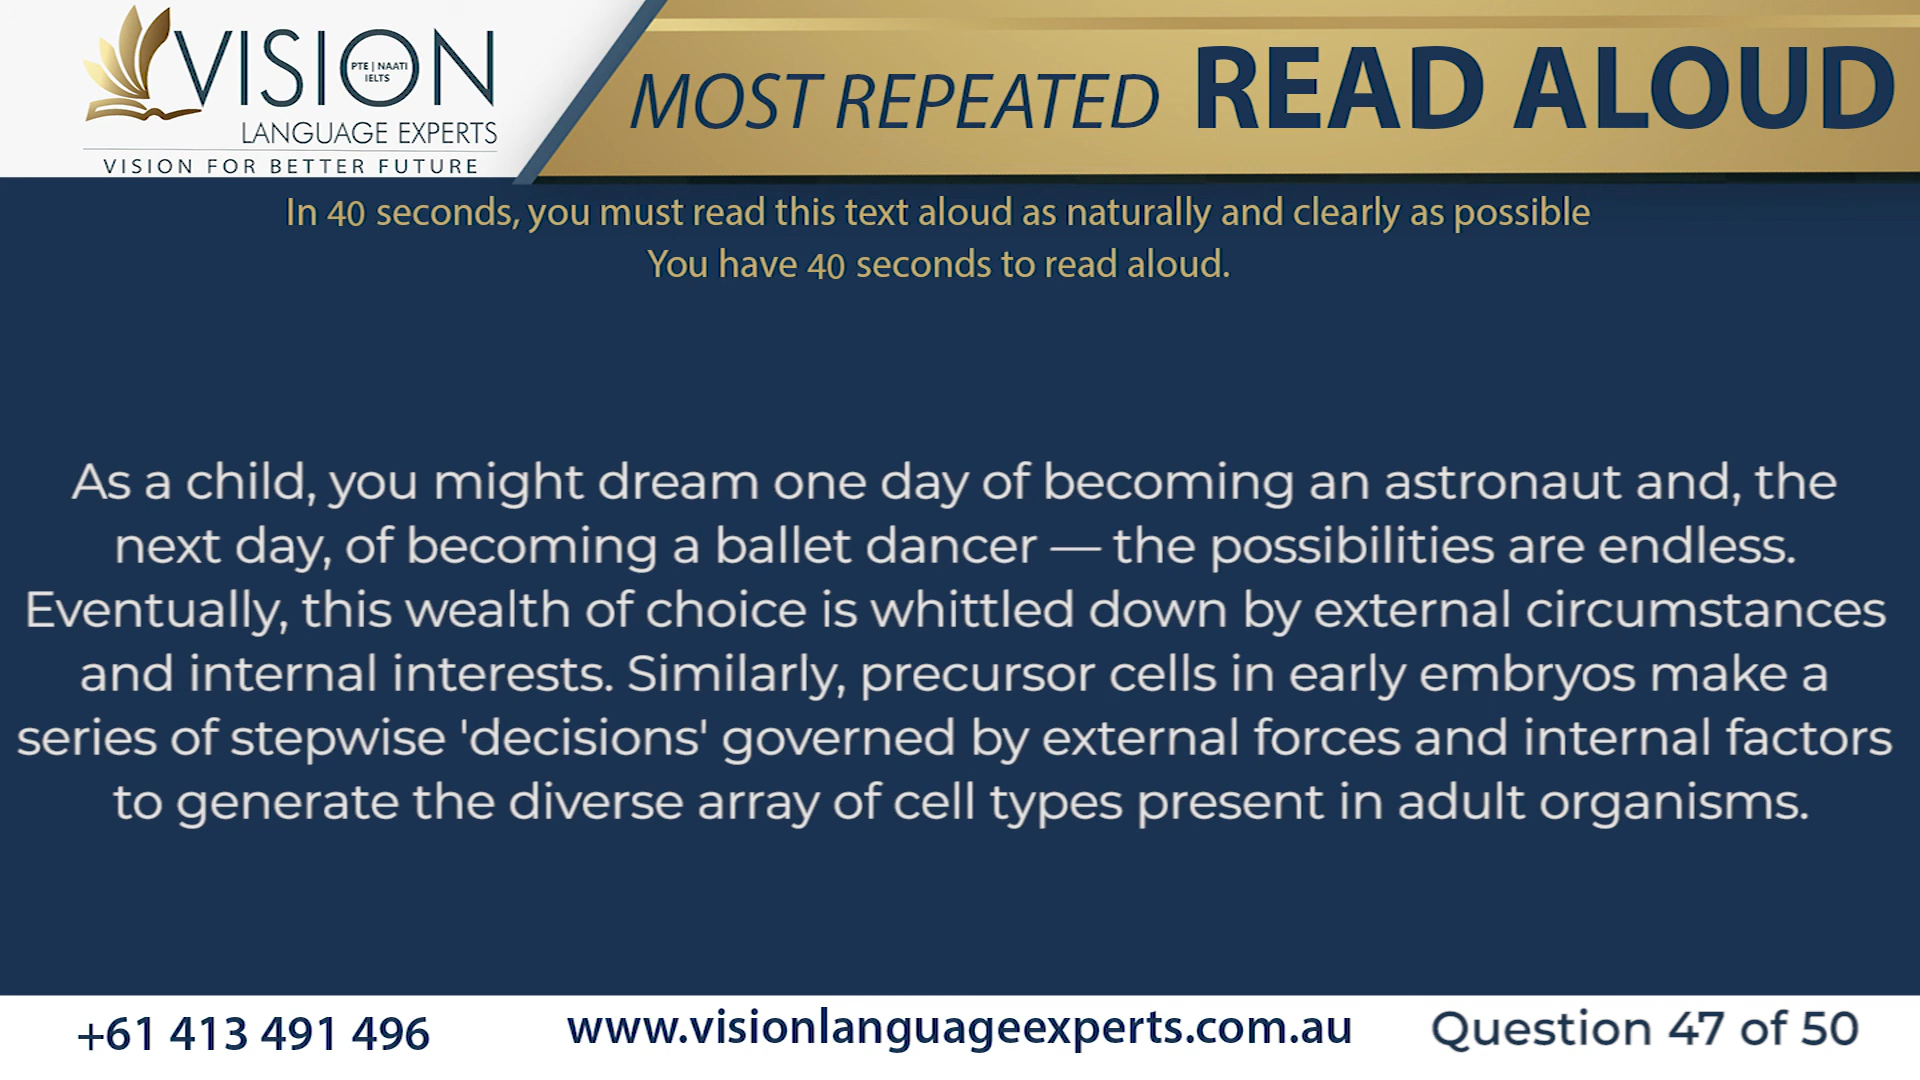 VISION
PTE | NAATI
IELTS
LANGUAGE EXPERTS
VISION FOR BETTER FUTURE
MOST REPEATED READ ALOUD
In 40 seconds, you must read this text aloud as naturally and clearly as possible
You have 40 seconds to read aloud.
As a child, you might dream one day of becoming an astronaut and, the
next day, of becoming a ballet dancer — the possibilities are endless.
Eventually, this wealth of choice is whittled down by external circumstances
and internal interests. Similarly, precursor cells in early embryos make a
series of stepwise 'decisions' governed by external forces and internal factors
to generate the diverse array of cell types present in adult organisms.
+61 413 491 496
www.visionlanguageexperts.com.au
Question 47 of 50